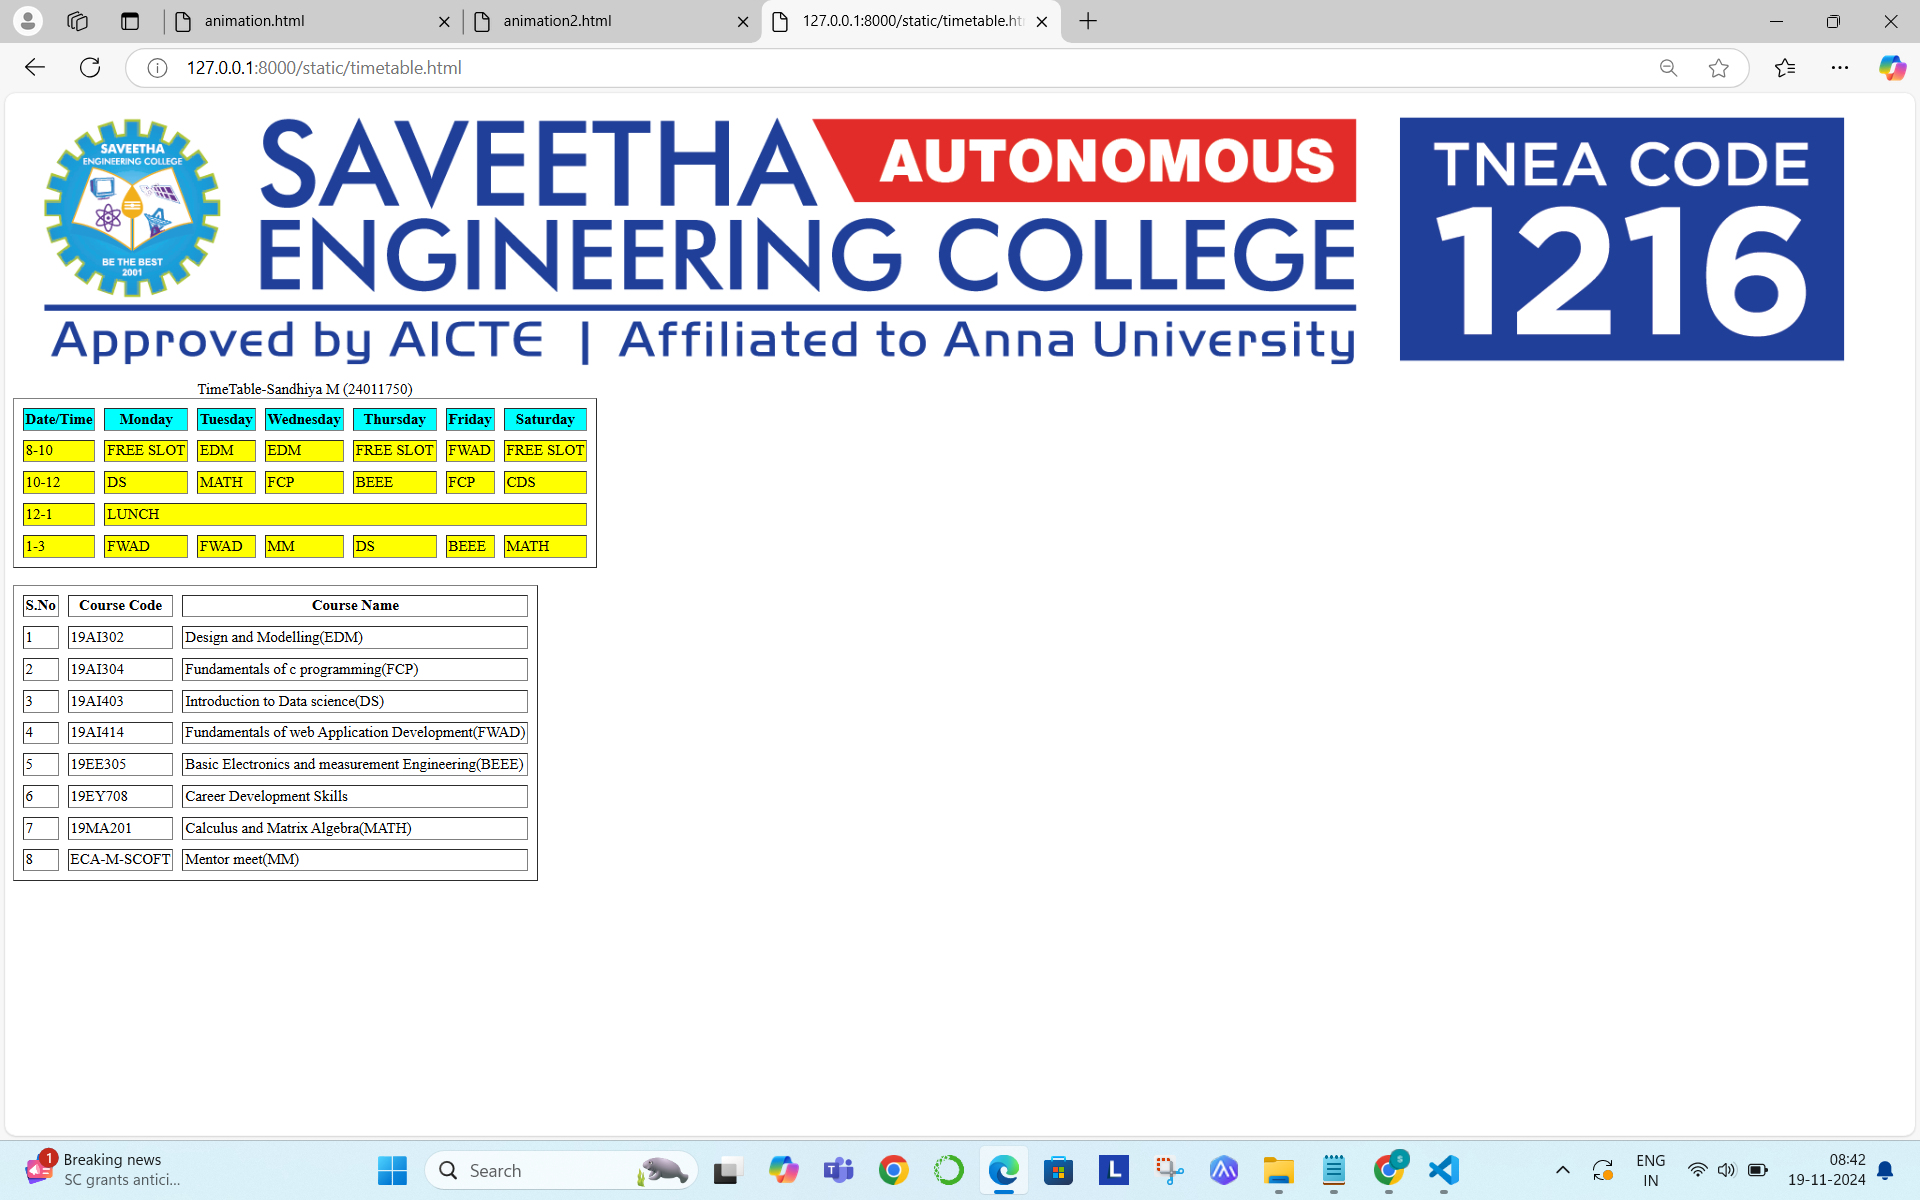 animation.html
animation2.html
127.0.0.1:8000/static/timetable.ht
127.0.0.1:8000/static/timetable.html
SAVEETHA
ENGINEERING COLLEGE
BE THE BEST
2001
SAVEETHA AUTONOMOUS
ENGINEERING COLLEGE
Approved by AICTE | Affiliated to Anna University
TNEA CODE
1216
TimeTable-Sandhiya M (24011750)
Date/Time Monday Tuesday Wednesday Thursday Friday Saturday
8-10 FREE SLOT EDM EDM FREE SLOT FWAD FREE SLOT
10-12 DS MATH FCP BEEE FCP CDS
12-1 LUNCH
1-3 FWAD FWAD MM DS BEEE MATH
S.No Course Code Course Name
1 19AI302 Design and Modelling(EDM)
2 19AI304 Fundamentals of c programming(FCP)
3 19AI403 Introduction to Data science(DS)
4 19AI414 Fundamentals of web Application Development(FWAD)
5 19EE305 Basic Electronics and measurement Engineering(BEEE)
6 19EY708 Career Development Skills
7 19MA201 Calculus and Matrix Algebra(MATH)
8 ECA-M-SCOFT Mentor meet(MM)
1
Breaking news
SC grants antici...
Search
L
S
ENG
IN
08:42
19-11-2024